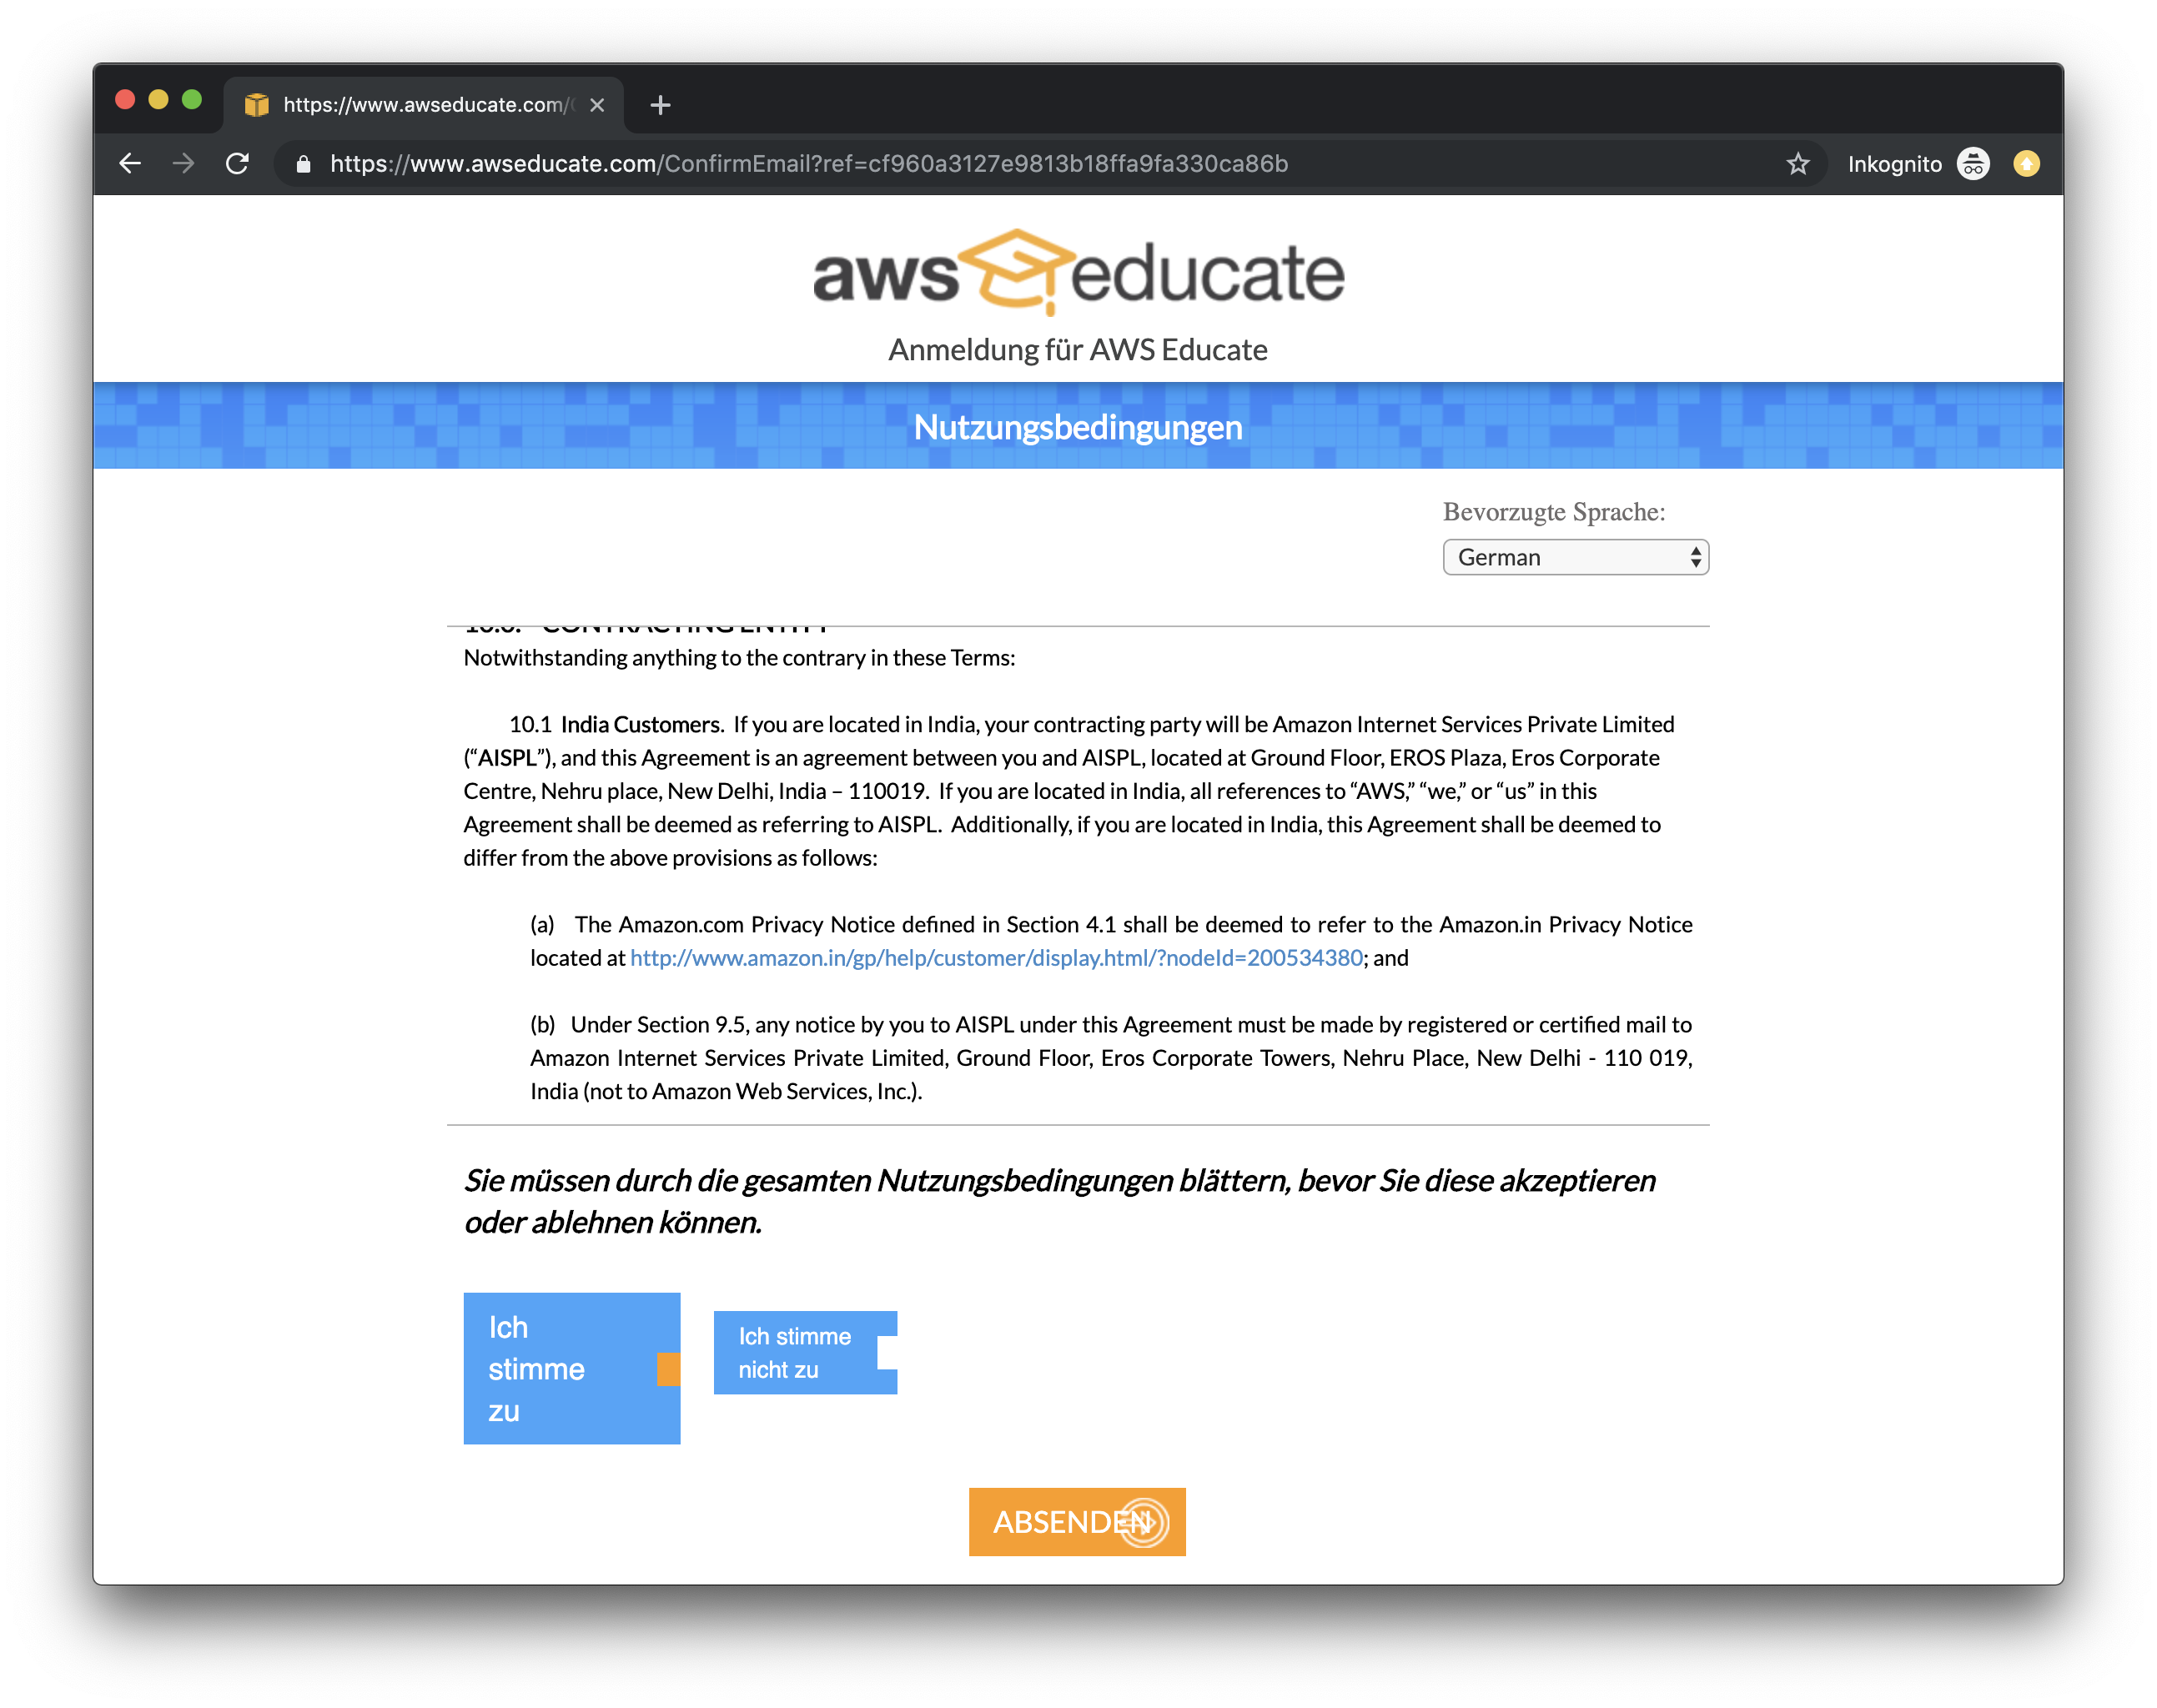 https://www.awseducate.com/
https://www.awseducate.com/ConfirmEmail?ref=cf960a3127e9813b18ffa9fa330ca86b
Inkognito
aws educate
Anmeldung für AWS Educate
Nutzungsbedingungen
Bevorzugte Sprache:
German
10.0. CONTRACTING ENTITY
Notwithstanding anything to the contrary in these Terms:
10.1 India Customers. If you are located in India, your contracting party will be Amazon Internet Services Private Limited
(“AISPL”), and this Agreement is an agreement between you and AISPL, located at Ground Floor, EROS Plaza, Eros Corporate
Centre, Nehru place, New Delhi, India – 110019. If you are located in India, all references to “AWS,” “we,” or “us” in this
Agreement shall be deemed as referring to AISPL. Additionally, if you are located in India, this Agreement shall be deemed to
differ from the above provisions as follows:
(a) The Amazon.com Privacy Notice defined in Section 4.1 shall be deemed to refer to the Amazon.in Privacy Notice
located at http://www.amazon.in/gp/help/customer/display.html/?nodeId=200534380; and
(b) Under Section 9.5, any notice by you to AISPL under this Agreement must be made by registered or certified mail to
Amazon Internet Services Private Limited, Ground Floor, Eros Corporate Towers, Nehru Place, New Delhi - 110 019,
India (not to Amazon Web Services, Inc.).
Sie müssen durch die gesamten Nutzungsbedingungen blättern, bevor Sie diese akzeptieren
oder ablehnen können.
Ich
stimme
zu
Ich stimme
nicht zu
ABSENDEN